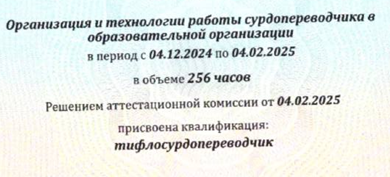 Организация и технологии работы сурдопереводчика в
образовательной организации
в период с 04.12.2024 по 04.02.2025
в объеме 256 часов
Решением аттестационной комиссии от 04.02.2025
присвоена квалификация:
тифлосурдопереводчик